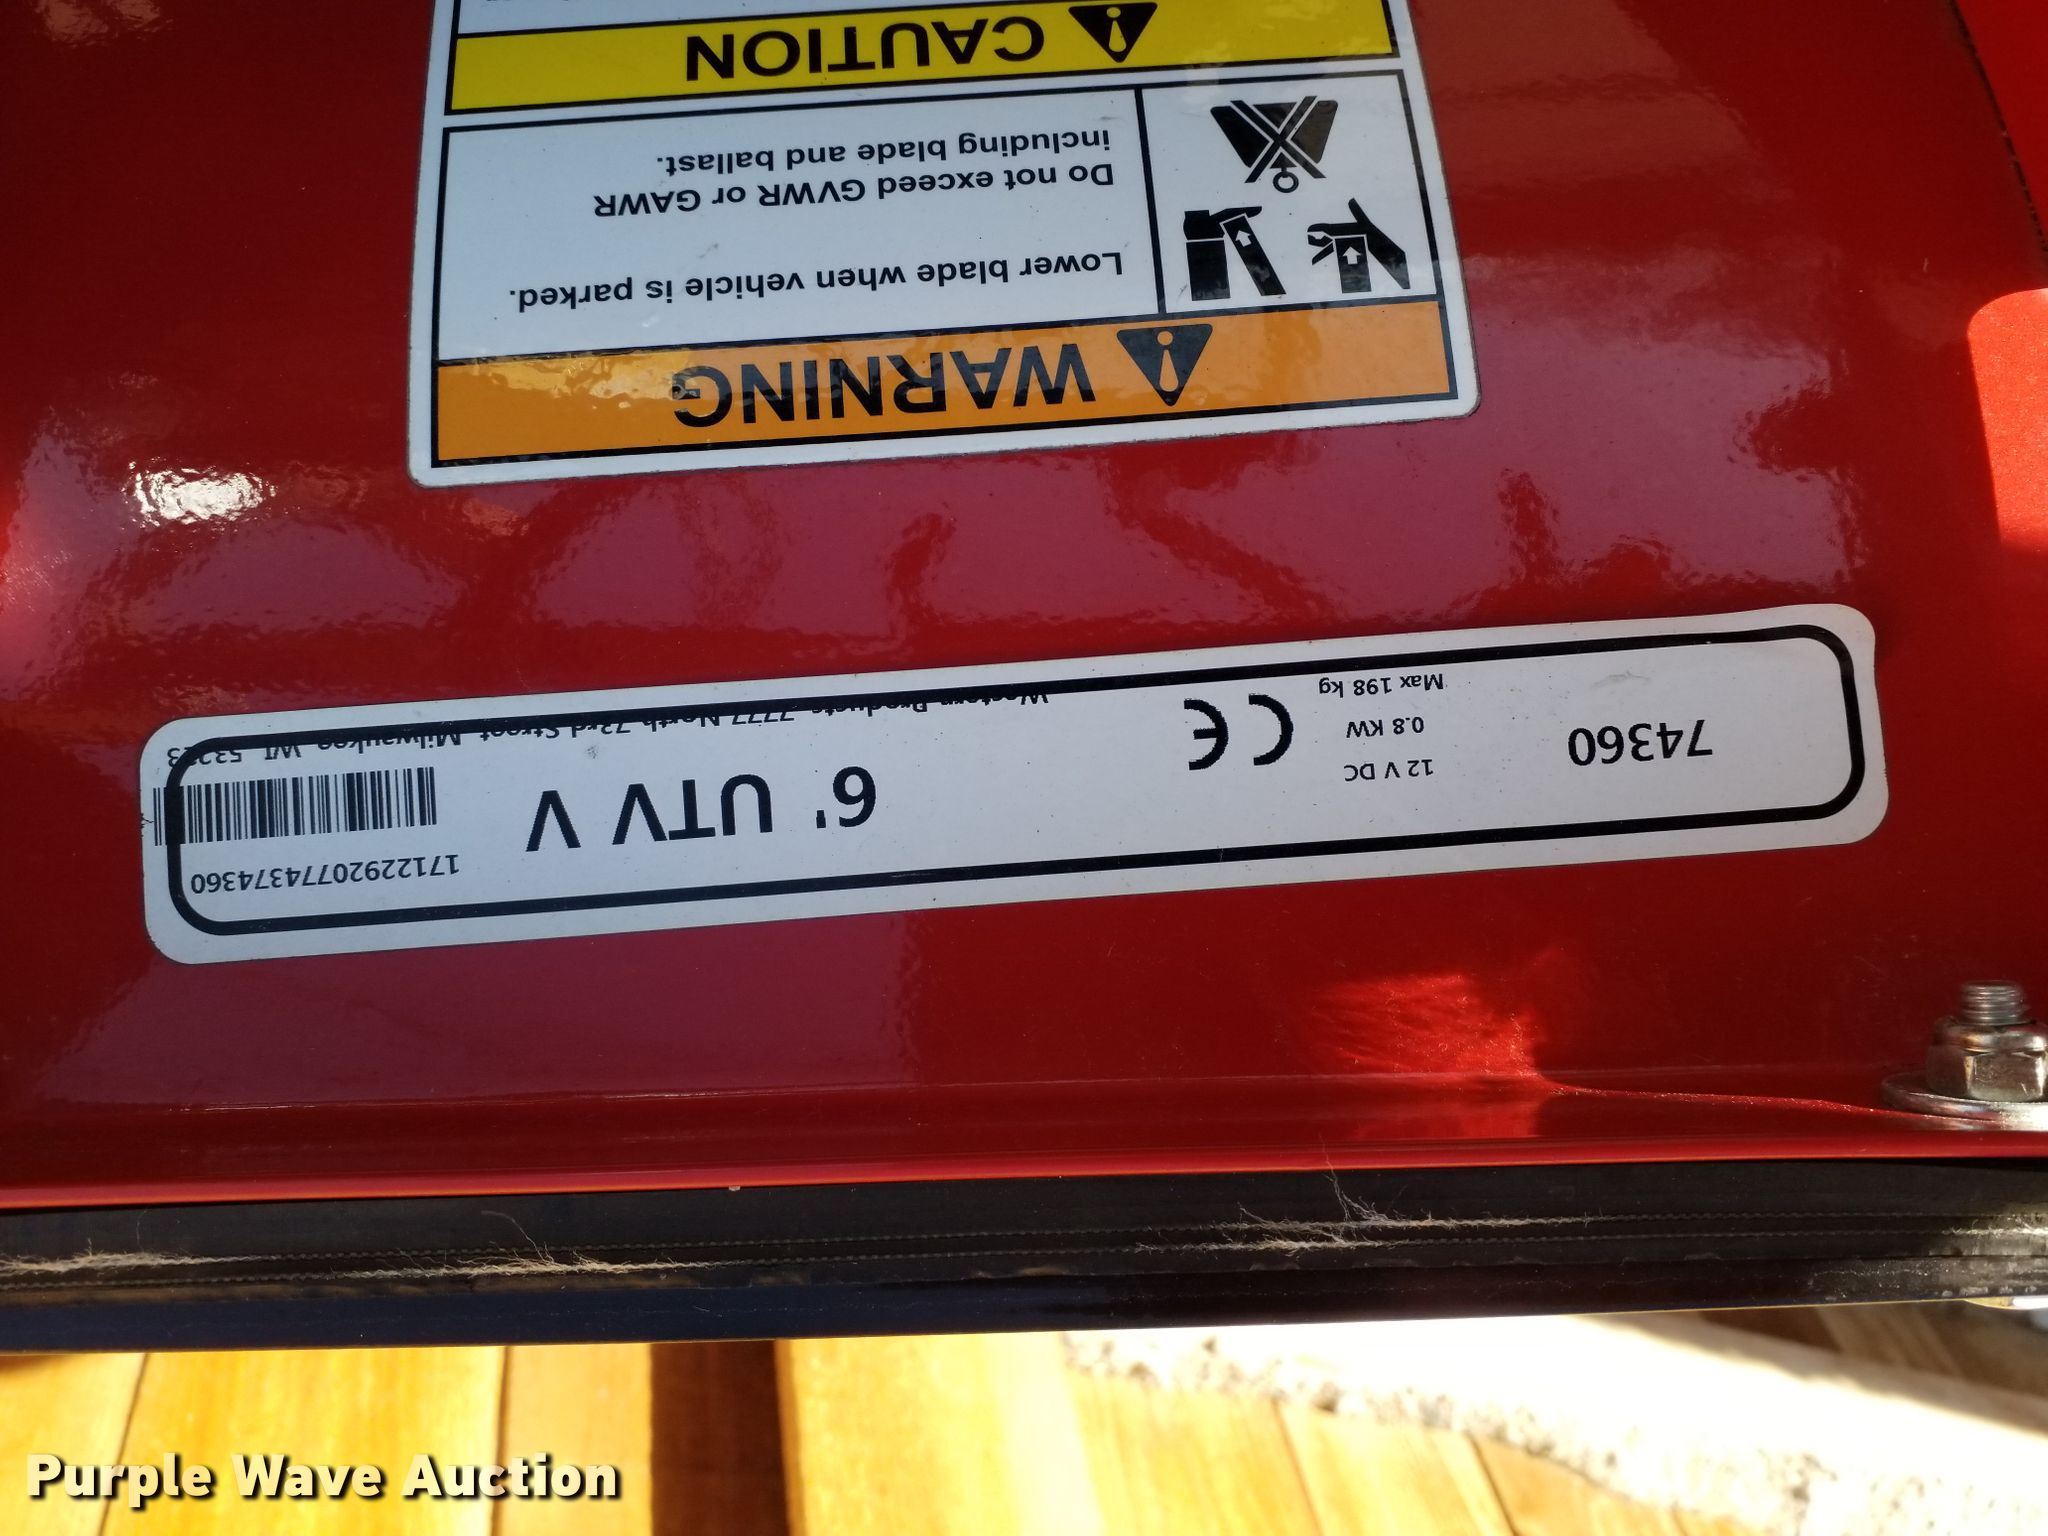 74360
12 V DC
0.8 KW
Max 198 kg
CE
6' UTV V
17122920774374360
Western Products, 7777 North 73rd Street, Milwaukee, WI 53223
WARNING
Lower blade when vehicle is parked.
Do not exceed GVWR or GAWR
including blade and ballast.
CAUTION
Purple Wave Auction